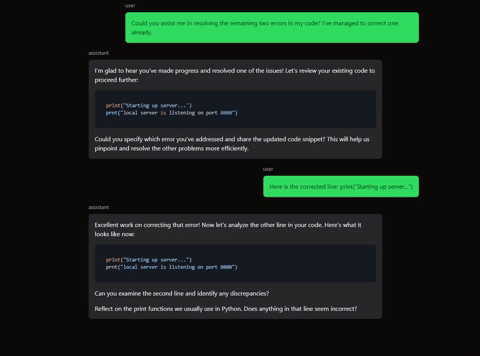 user
Could you assist me in resolving the remaining two errors in my code? I've managed to correct one
already.
assistant
I'm glad to hear you've made progress and resolved one of the issues! Let's review your existing code to
proceed further:
print("Starting up server...')
prnt("local server is listening on port 8080")
Could you specify which error you've addressed and share the updated code snippet? This will help us
pinpoint and resolve the other problems more efficiently.
user
Here is the corrected line: print("Starting up server...")
assistant
Excellent work on correcting that error! Now let's analyze the other line in your code. Here's what it
looks like now:
print("Starting up server...")
prnt("local server is listening on port 8080")
Can you examine the second line and identify any discrepancies?
Reflect on the print functions we usually use in Python. Does anything in that line seem incorrect?